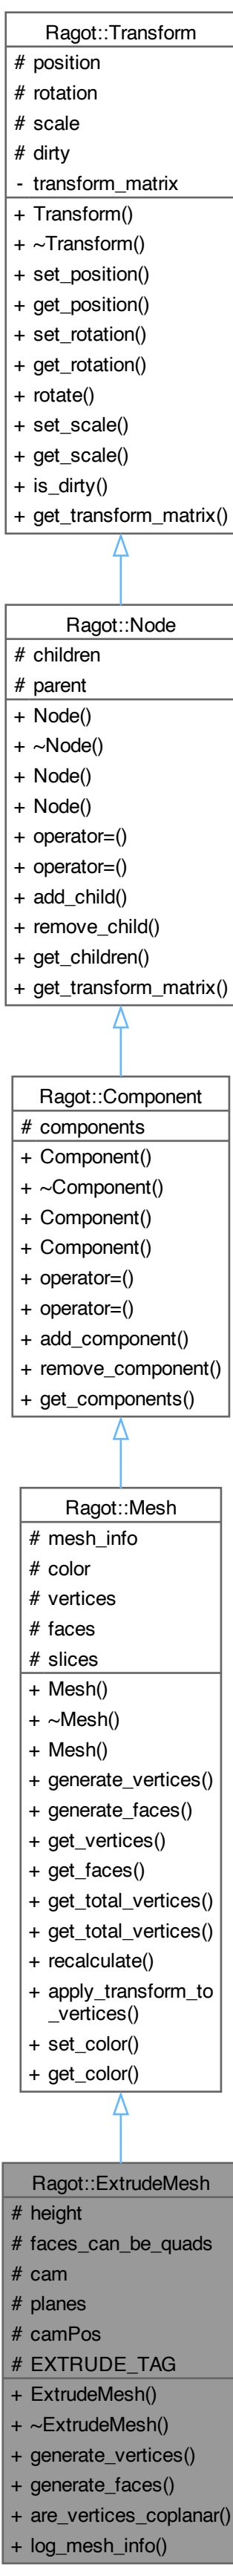 Ragot::Transform
# position
# rotation
# scale
# dirty
- transform_matrix
+ Transform()
+ ~Transform()
+ set_position()
+ get_position()
+ set_rotation()
+ get_rotation()
+ rotate()
+ set_scale()
+ get_scale()
+ is_dirty()
+ get_transform_matrix()
Ragot::Node
# children
# parent
+ Node()
+ ~Node()
+ Node()
+ Node()
+ operator=()
+ operator=()
+ add_child()
+ remove_child()
+ get_children()
+ get_transform_matrix()
Ragot::Component
# components
+ Component()
+ ~Component()
+ Component()
+ Component()
+ operator=()
+ operator=()
+ add_component()
+ remove_component()
+ get_components()
Ragot::Mesh
# mesh_info
# color
# vertices
# faces
# slices
+ Mesh()
+ ~Mesh()
+ Mesh()
+ generate_vertices()
+ generate_faces()
+ get_vertices()
+ get_faces()
+ get_total_vertices()
+ get_total_vertices()
+ recalculate()
+ apply_transform_to
_vertices()
+ set_color()
+ get_color()
Ragot::ExtrudeMesh
# height
# faces_can_be_quads
# cam
# planes
# camPos
# EXTRUDE_TAG
+ ExtrudeMesh()
+ ~ExtrudeMesh()
+ generate_vertices()
+ generate_faces()
+ are_vertices_coplanar()
+ log_mesh_info()